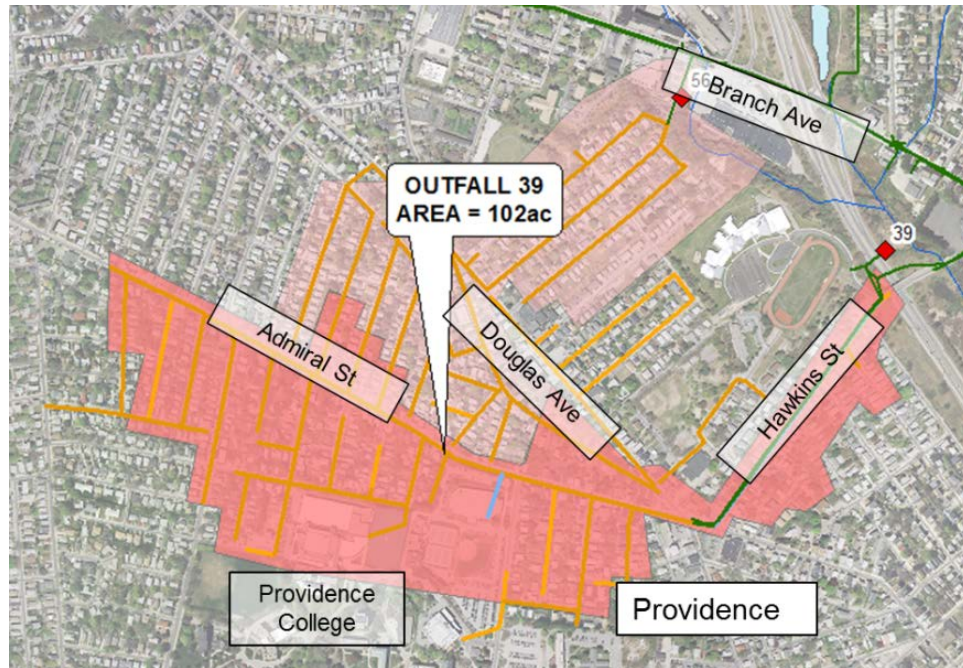 56
Branch Ave
OUTFALL 39
AREA = 102ac
39
Admiral St
Douglas Ave
Hawkins St
Providence
College
Providence